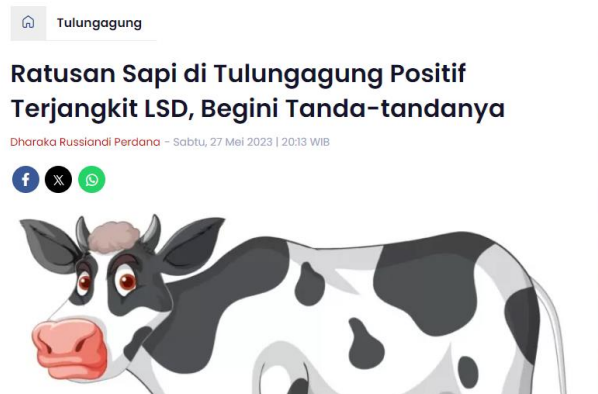 Tulungagung
Ratusan Sapi di Tulungagung Positif
Terjangkit LSD, Begini Tanda-tandanya
Dharaka Russiandi Perdana - Sabtu, 27 Mei 2023 | 20:13 WIB